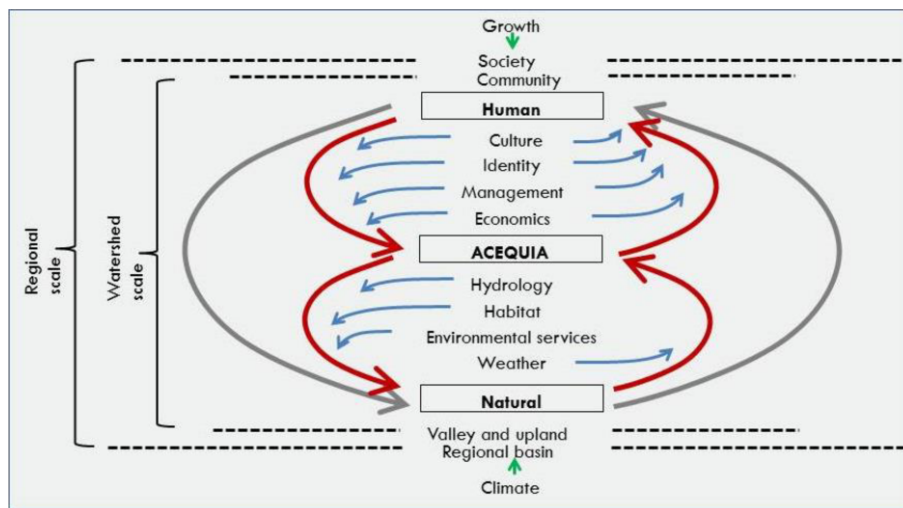 Growth
Society
Community
Human
Culture
Identity
Management
Economics
ACEQUIA
Hydrology
Habitat
Environmental services
Weather
Natural
Valley and upland
Regional basin
Climate
Regional
scale
Watershed
scale